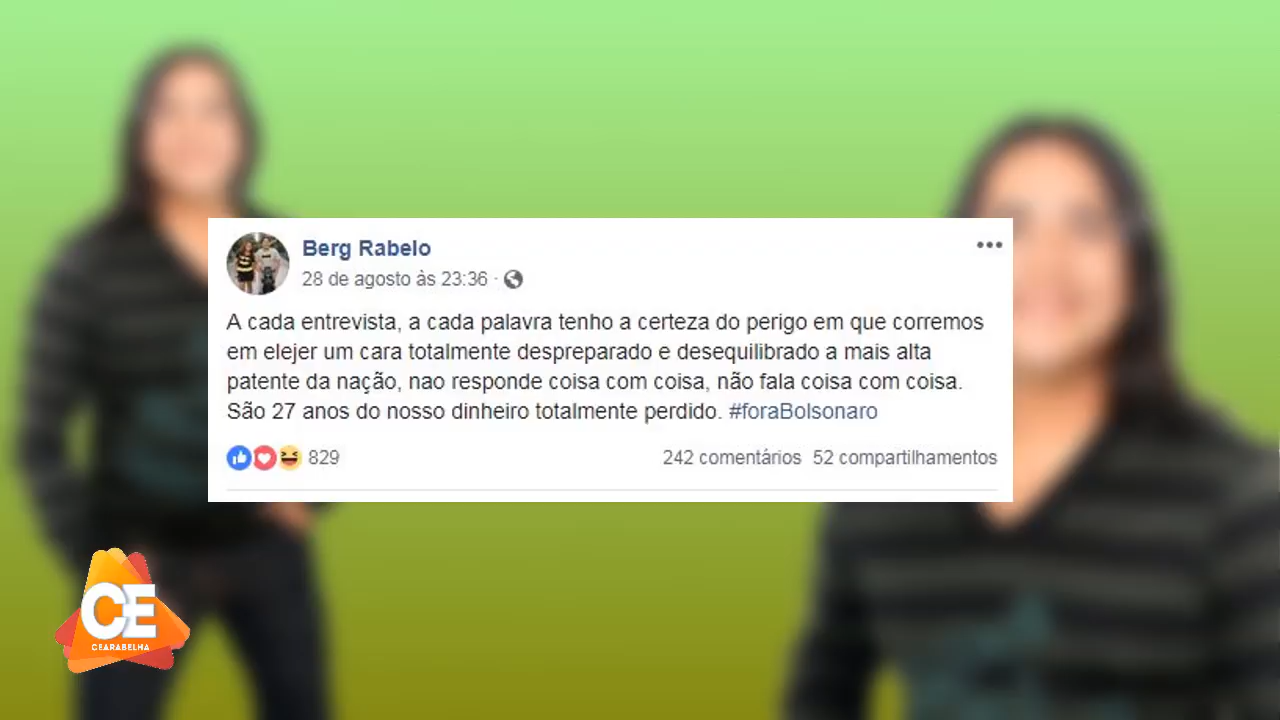 Berg Rabelo
28 de agosto às 23:36 ·
A cada entrevista, a cada palavra tenho a certeza do perigo em que corremos
em elejer um cara totalmente despreparado e desequilibrado a mais alta
patente da nação, nao responde coisa com coisa, não fala coisa com coisa.
São 27 anos do nosso dinheiro totalmente perdido. #foraBolsonaro
829 242 comentários 52 compartilhamentos
CE
CEARABELHA